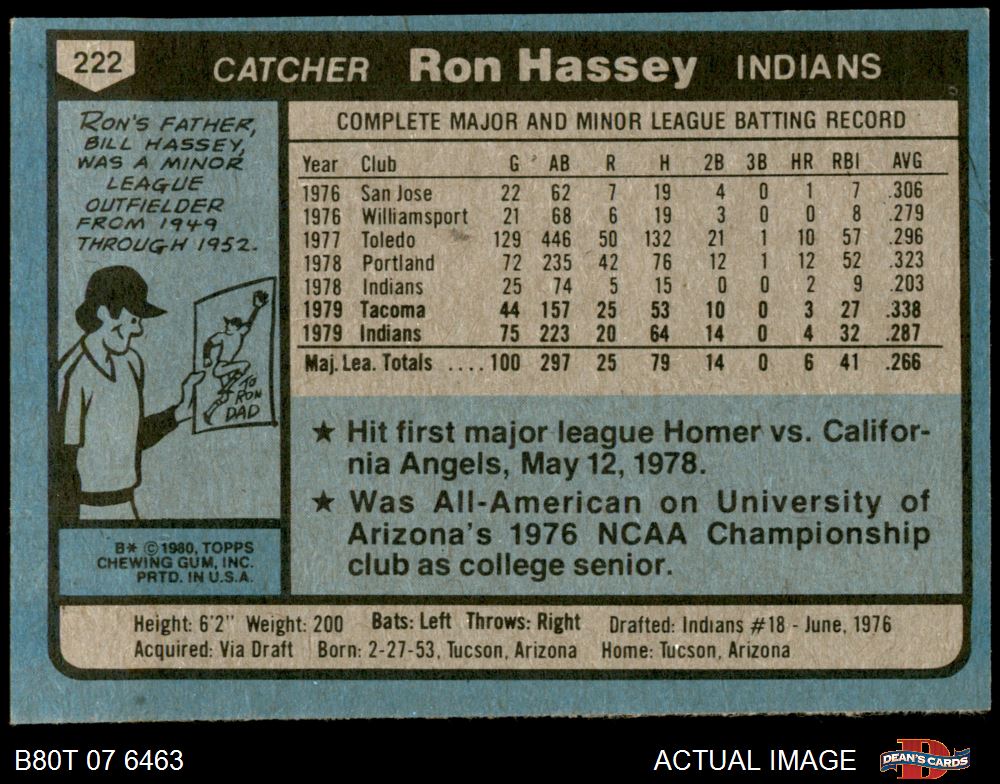 222 CATCHER Ron Hassey INDIANS
RON'S FATHER,
BILL HASSEY,
WAS A MINOR
LEAGUE
OUTFIELDER
FROM 1949
THROUGH 1952.
TO
RON
DAD
B* © 1980, TOPPS
CHEWING GUM, INC.
PRTD. IN U.S.A.
COMPLETE MAJOR AND MINOR LEAGUE BATTING RECORD
Year Club G AB R H 2B 3B HR RBI AVG
1976 San Jose 22 62 7 19 4 0 1 7 .306
1976 Williamsport 21 68 6 19 3 0 0 8 .279
1977 Toledo 129 446 50 132 21 1 10 57 .296
1978 Portland 72 235 42 76 12 1 12 52 .323
1978 Indians 25 74 5 15 0 0 2 9 .203
1979 Tacoma 44 157 25 53 10 0 3 27 .338
1979 Indians 75 223 20 64 14 0 4 32 .287
Maj. Lea. Totals .... 100 297 25 79 14 0 6 41 .266
★ Hit first major league Homer vs. Califor-
nia Angels, May 12, 1978.
★ Was All-American on University of
Arizona's 1976 NCAA Championship
club as college senior.
Height: 6'2" Weight: 200 Bats: Left Throws: Right Drafted: Indians #18 - June, 1976
Acquired: Via Draft Born: 2-27-53, Tucson, Arizona Home: Tucson, Arizona
B80T 07 6463 ACTUAL IMAGE D DEAN'S CARDS